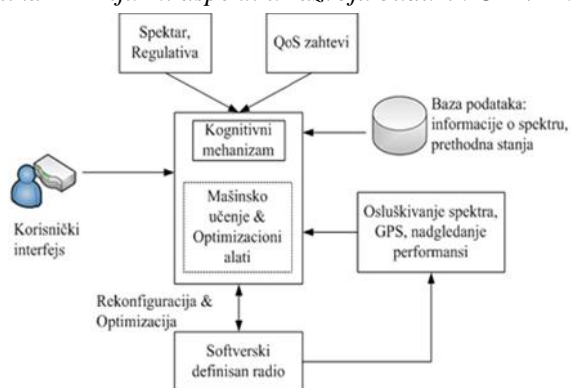 Spektar,
Regulativa
QoS zahtevi
Kognitivni
mehanizam
Baza podataka:
informacije o spektru,
prethodna stanja
Mašinsko
učenje &
Optimizacioni
alati
Korisnički
interfejs
Osluškivanje spektra,
GPS, nadgledanje
performansi
Rekonfiguracija &
Optimizacija
Softverski
definisan radio